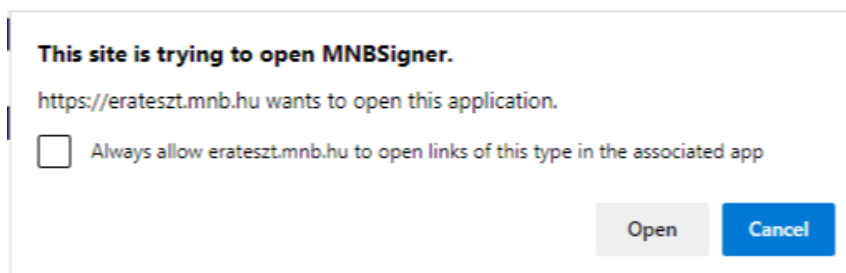 This site is trying to open MNBSigner.
https://erateszt.mnb.hu wants to open this application.
Always allow erateszt.mnb.hu to open links of this type in the associated app
Open Cancel